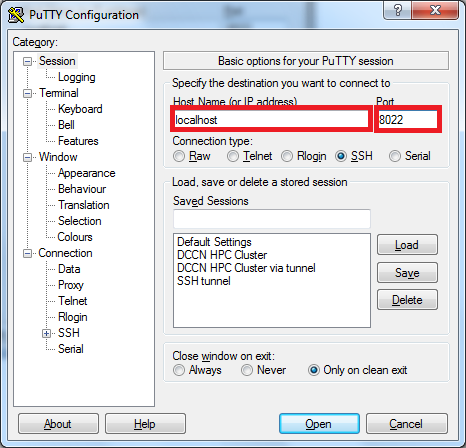 PuTTY Configuration
Category:
Session
Logging
Terminal
Keyboard
Bell
Features
Window
Appearance
Behaviour
Translation
Selection
Colours
Connection
Data
Proxy
Telnet
Rlogin
SSH
Serial
Basic options for your PuTTY session
Specify the destination you want to connect to
Host Name (or IP address) Port
localhost 8022
Connection type:
Raw Telnet Rlogin SSH Serial
Load, save or delete a stored session
Saved Sessions
Default Settings
DCCN HPC Cluster
DCCN HPC Cluster via tunnel
SSH tunnel
Load
Save
Delete
Close window on exit:
Always Never Only on clean exit
About Help Open Cancel